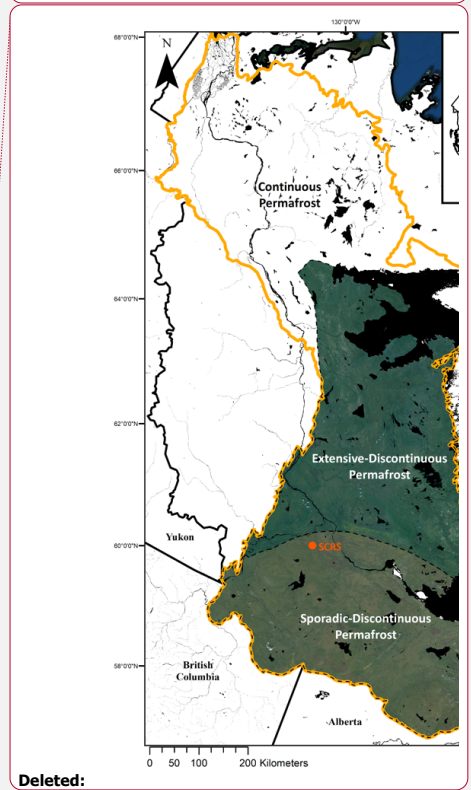 130°0'0"W
68°0'0"N
N
66°0'0"N
Continuous
Permafrost
64°0'0"N
62°0'0"N
Extensive-Discontinuous
Permafrost
Yukon
60°0'0"N
SCRS
Sporadic-Discontinuous
Permafrost
58°0'0"N
British
Columbia
Alberta
0 50 100 200 Kilometers
Deleted: